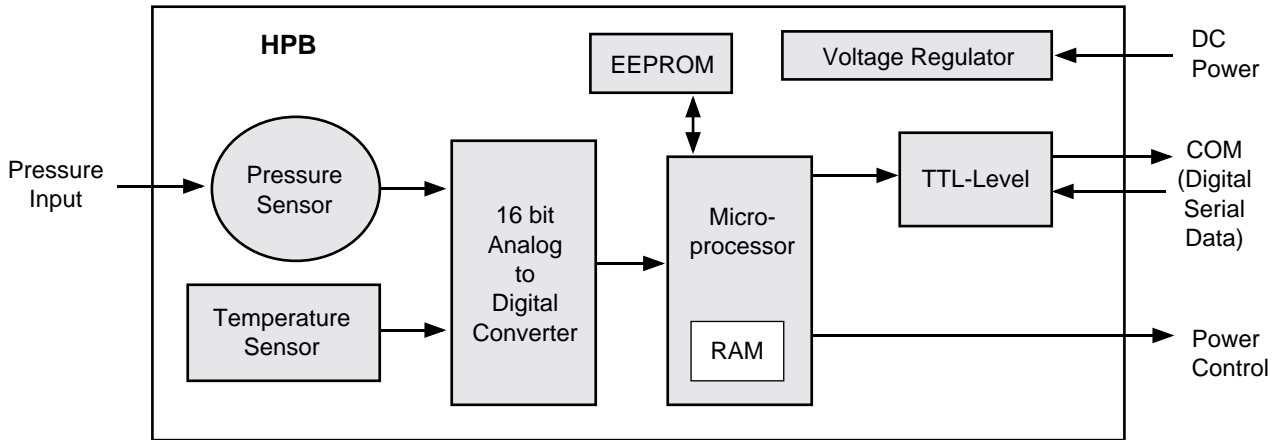 HPB
EEPROM
Voltage Regulator
DC
Power
Pressure
Input
Pressure
Sensor
16 bit
Analog
to
Digital
Converter
Micro-
processor
RAM
TTL-Level
COM
(Digital
Serial
Data)
Temperature
Sensor
Power
Control